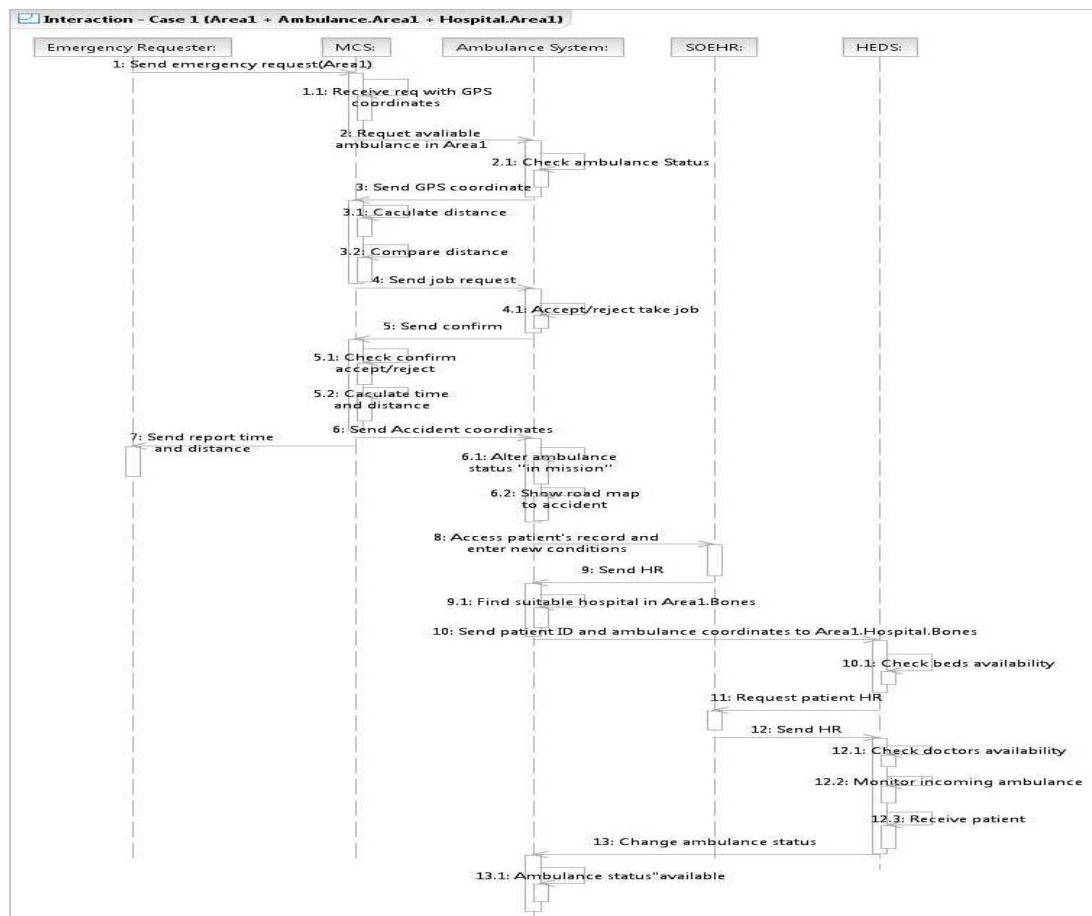 Interaction - Case 1 (Area1 + Ambulance.Area1 + Hospital.Area1)
Emergency Requester:
MCS:
Ambulance System:
SOEHR:
HEDS:
1: Send emergency request(Area1)
1.1: Receive req with GPS
coordinates
2: Requet avaliable
ambulance in Area1
2.1: Check ambulance Status
3: Send GPS coordinate
3.1: Caculate distance
3.2: Compare distance
4: Send job request
4.1: Accept/reject take job
5: Send confirm
5.1: Check confirm
accept/reject
5.2: Caculate time
and distance
6: Send Accident coordinates
7: Send report time
and distance
6.1: Alter ambulance
status "in mission"
6.2: Show road map
to accident
8: Access patient's record and
enter new conditions
9: Send HR
9.1: Find suitable hospital in Area1.Bones
10: Send patient ID and ambulance coordinates to Area1.Hospital.Bones
10.1: Check beds availability
11: Request patient HR
12: Send HR
12.1: Check doctors availability
12.2: Monitor incoming ambulance
12.3: Receive patient
13: Change ambulance status
13.1: Ambulance status"available